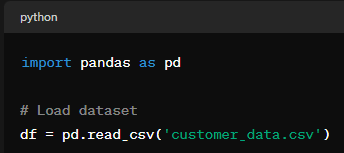 python
import pandas as pd
# Load dataset
df = pd.read_csv('customer_data.csv')